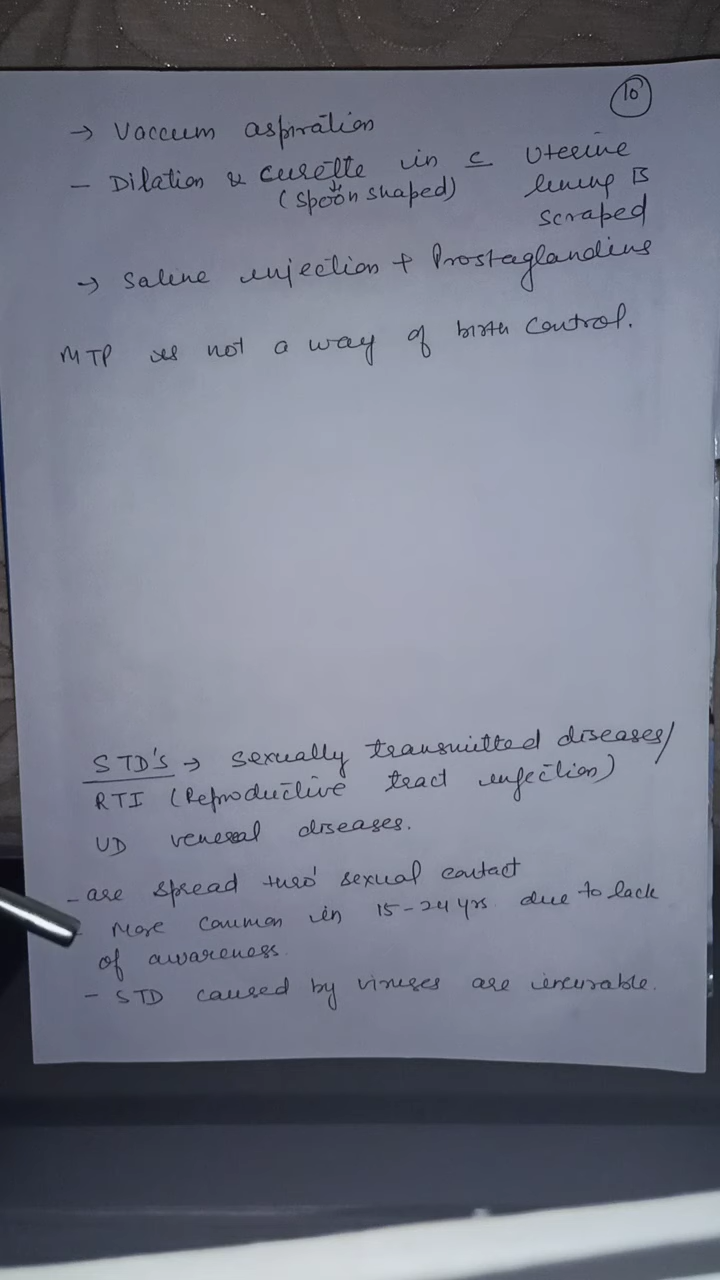 10
→ Vaccum aspiration
- Dilation & curette in c̲ Uterine
(spoon shaped) lining is
scraped
→ Saline injection + Prostaglandins
MTP is not a way of birth control.
STD's → sexually transmitted diseases/
RTI (Reproductive tract infection)
UD veneral diseases.
- are spread thro' sexual contact
- More common in 15-24 yrs due to lack
of awareness
- STD caused by viruses are incurable.